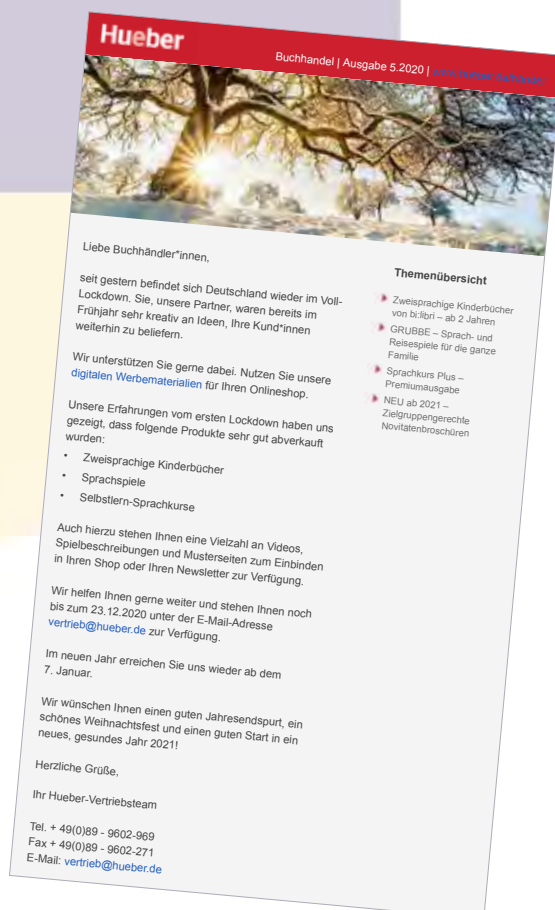 Hueber
Buchhandel | Ausgabe 5.2020 |
Liebe Buchhändler*innen,
seit gestern befindet sich Deutschland wieder im Voll-
Lockdown. Sie, unsere Partner, waren bereits im
Frühjahr sehr kreativ an Ideen, Ihre Kund*innen
weiterhin zu beliefern.
Wir unterstützen Sie gerne dabei. Nutzen Sie unsere
digitalen Werbematerialien für Ihren Onlineshop.
Unsere Erfahrungen vom ersten Lockdown haben uns
gezeigt, dass folgende Produkte sehr gut abverkauft
wurden:
• Zweisprachige Kinderbücher
• Sprachspiele
• Selbstlern-Sprachkurse
Auch hierzu stehen Ihnen eine Vielzahl an Videos,
Spielbeschreibungen und Musterseiten zum Einbinden
in Ihren Shop oder Ihren Newsletter zur Verfügung.
Wir helfen Ihnen gerne weiter und stehen Ihnen noch
bis zum 23.12.2020 unter der E-Mail-Adresse
vertrieb@hueber.de zur Verfügung.
Im neuen Jahr erreichen Sie uns wieder ab dem
7. Januar.
Wir wünschen Ihnen einen guten Jahresendspurt, ein
schönes Weihnachtsfest und einen guten Start in ein
neues, gesundes Jahr 2021!
Herzliche Grüße,
Ihr Hueber-Vertriebsteam
Tel. + 49(0)89 - 9602-969
Fax + 49(0)89 - 9602-271
E-Mail: vertrieb@hueber.de
Themenübersicht
Zweisprachige Kinderbücher
von bi:libri – ab 2 Jahren
GRUBBE – Sprach- und
Reisespiele für die ganze
Familie
Sprachkurs Plus –
Premiumausgabe
NEU ab 2021 –
Zielgruppengerechte
Novitätenbroschüren